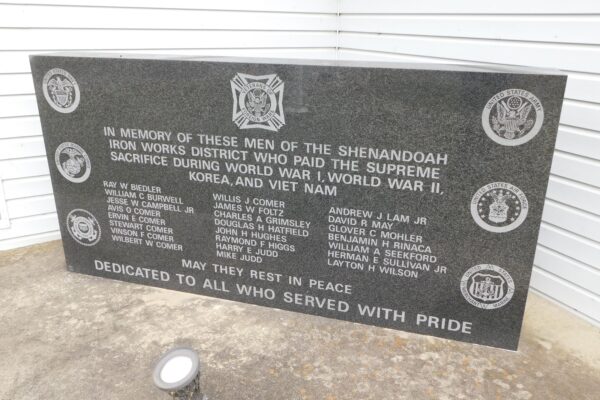 IN MEMORY OF THESE MEN OF THE SHENANDOAH
IRON WORKS DISTRICT WHO PAID THE SUPREME
SACRIFICE DURING WORLD WAR I, WORLD WAR II,
KOREA, AND VIET NAM
RAY W BIEDLER
WILLIAM C BURWELL
JESSE W CAMPBELL JR
AVIS O COMER
ERVIN E COMER
STEWART COMER
VINSON F COMER
WILBERT W COMER
WILLIS J COMER
JAMES W FOLTZ
CHARLES A GRIMSLEY
DOUGLAS H HATFIELD
JOHN H HUGHES
RAYMOND F HIGGS
HARRY E JUDD
MIKE JUDD
ANDREW J LAM JR
DAVID R MAY
GLOVER C MOHLER
BENJAMIN H RINACA
WILLIAM A SEEKFORD
HERMAN E SULLIVAN JR
LAYTON H WILSON
MAY THEY REST IN PEACE
DEDICATED TO ALL WHO SERVED WITH PRIDE